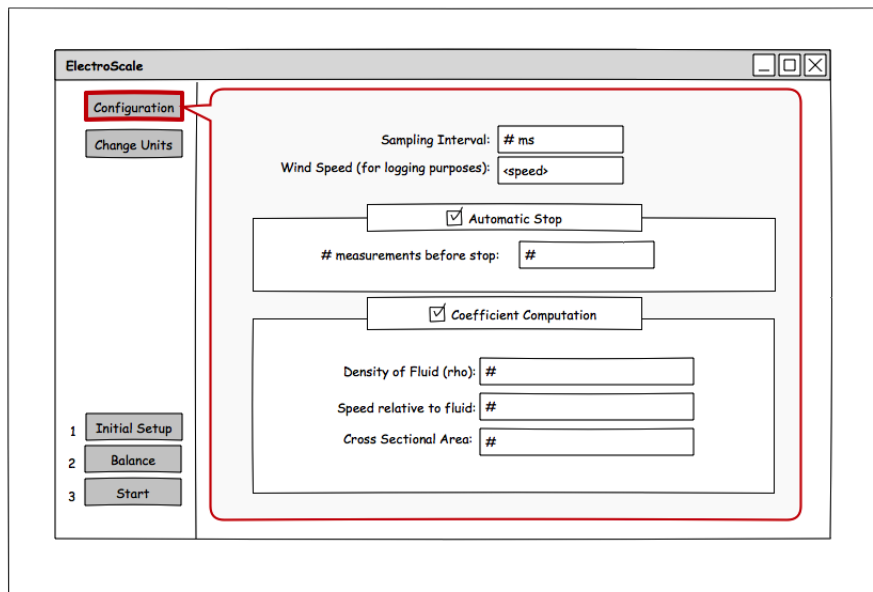 ElectroScale
Configuration
Change Units
Sampling Interval: # ms
Wind Speed (for logging purposes): <speed>
Automatic Stop
# measurements before stop: #
Coefficient Computation
Density of Fluid (rho): #
Speed relative to fluid: #
Cross Sectional Area: #
1 Initial Setup
2 Balance
3 Start